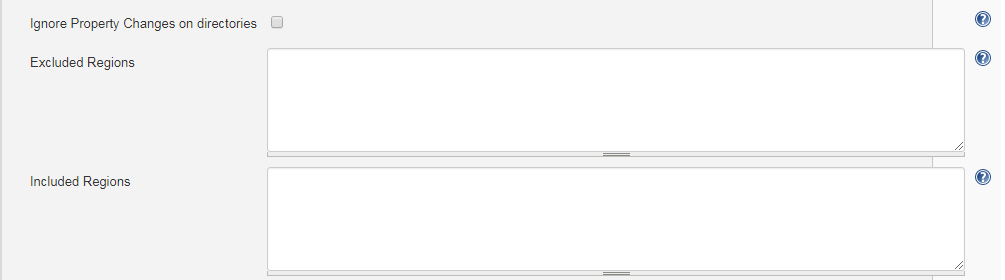 Ignore Property Changes on directories
?
Excluded Regions
?
Included Regions
?